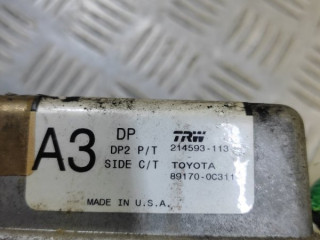 A3 DP TRW
DP2 P/T 214593-113
SIDE C/T TOYOTA
89170-0C311
MADE IN U.S.A.